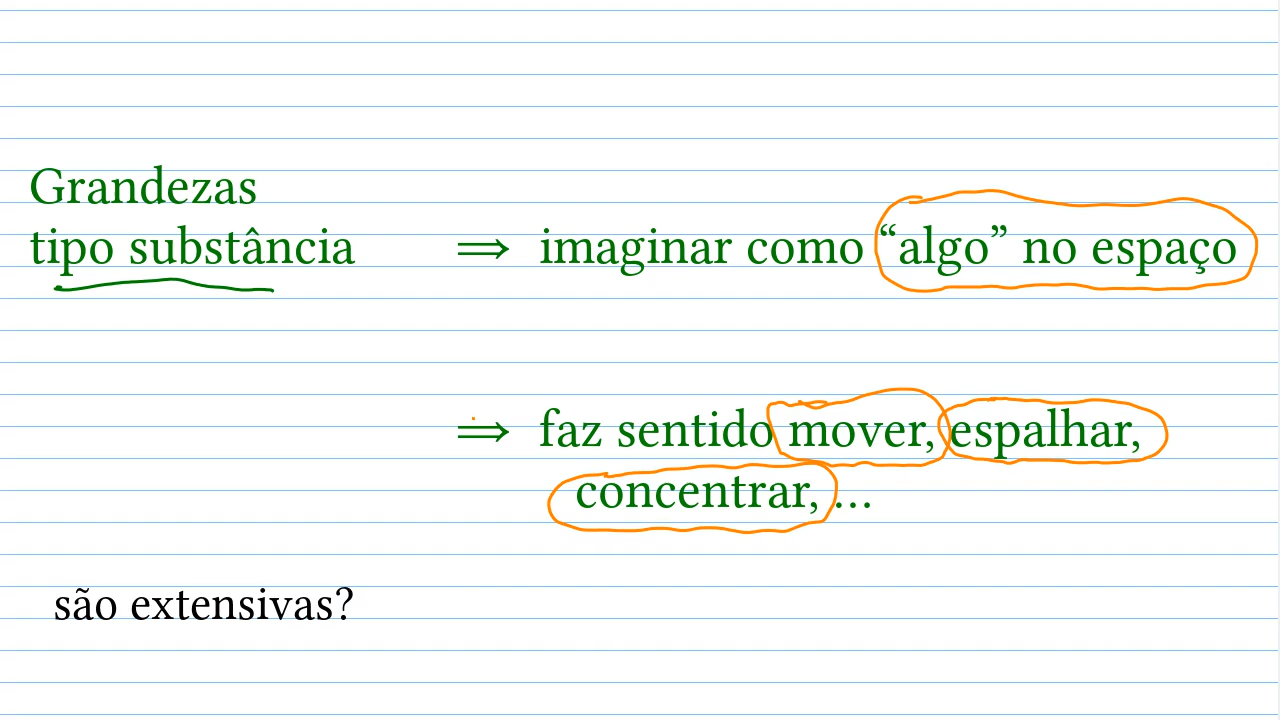 Grandezas
tipo substância ⟹ imaginar como “algo” no espaço
⟹ faz sentido mover, espalhar,
concentrar, …
são extensivas?